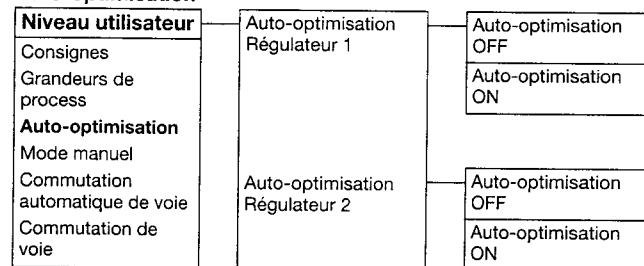 Niveau utilisateur
Consignes
Grandeurs de
process
Auto-optimisation
Mode manuel
Commutation
automatique de voie
Commutation de
voie
Auto-optimisation
Régulateur 1
Auto-optimisation
Régulateur 2
Auto-optimisation
OFF
Auto-optimisation
ON
Auto-optimisation
OFF
Auto-optimisation
ON